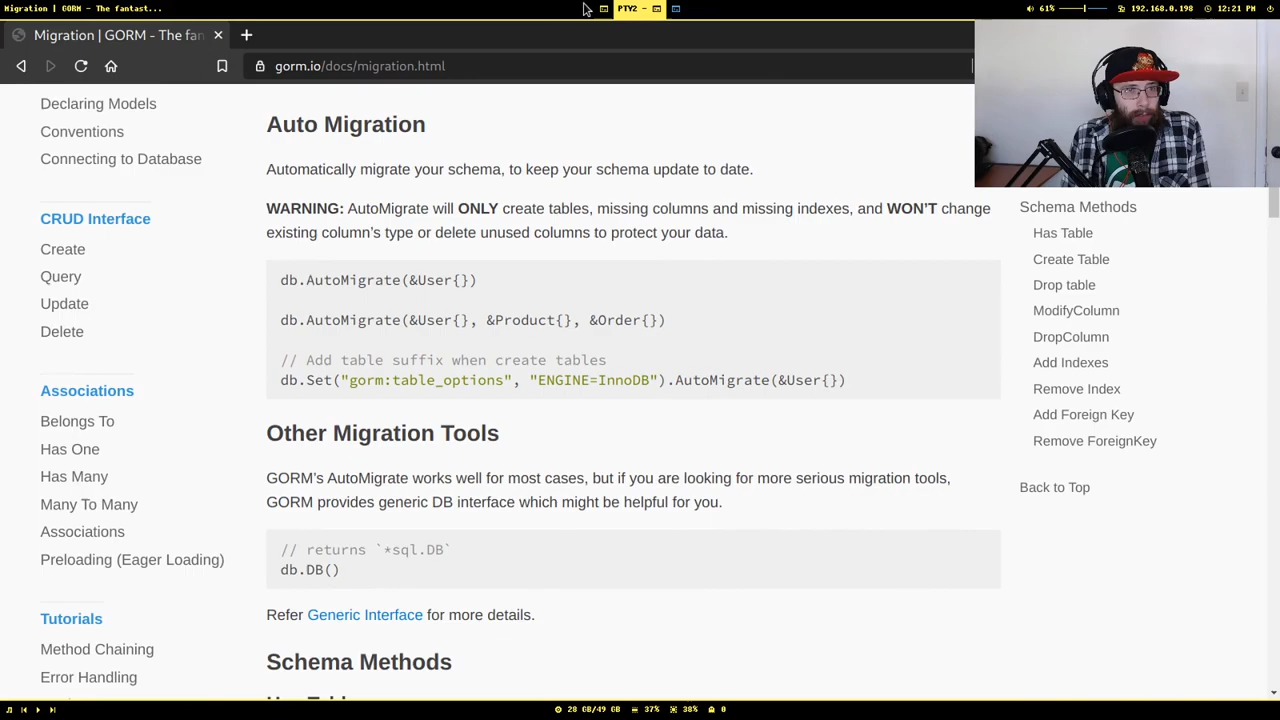 Migration | GORM - The fantast...
PTY2 -
61%
192.168.0.198
12:21 PM
Migration | GORM - The fan
gorm.io/docs/migration.html
Declaring Models
Conventions
Connecting to Database
CRUD Interface
Create
Query
Update
Delete
Associations
Belongs To
Has One
Has Many
Many To Many
Associations
Preloading (Eager Loading)
Tutorials
Method Chaining
Error Handling
Auto Migration
Automatically migrate your schema, to keep your schema update to date.
WARNING: AutoMigrate will ONLY create tables, missing columns and missing indexes, and WON'T change
existing column's type or delete unused columns to protect your data.
db.AutoMigrate(&User{})
db.AutoMigrate(&User{}, &Product{}, &Order{})
// Add table suffix when create tables
db.Set("gorm:table_options", "ENGINE=InnoDB").AutoMigrate(&User{})
Other Migration Tools
GORM's AutoMigrate works well for most cases, but if you are looking for more serious migration tools,
GORM provides generic DB interface which might be helpful for you.
// returns `*sql.DB`
db.DB()
Refer Generic Interface for more details.
Schema Methods
Schema Methods
Has Table
Create Table
Drop table
ModifyColumn
DropColumn
Add Indexes
Remove Index
Add Foreign Key
Remove ForeignKey
Back to Top
28 GB/49 GB
37%
38%
0